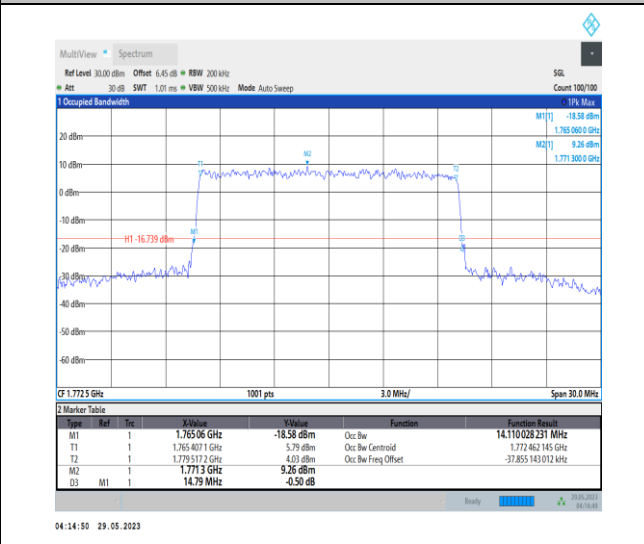 MultiView Spectrum
Ref Level 30.00 dBm Offset 6.45 dB RBW 200 kHz SGL
Att 30 dB SWT 1.01 ms VBW 500 kHz Mode Auto Sweep Count 100/100
1 Occupied Bandwidth 1Pk Max
M1[1] -18.58 dBm
1.765 060 0 GHz
M2[1] 9.26 dBm
1.771 300 0 GHz
20 dBm
10 dBm
0 dBm
-10 dBm
-20 dBm
-30 dBm
-40 dBm
-50 dBm
-60 dBm
T1
M2
T2
M1
H1 -16.739 dBm
CF 1.772 5 GHz 1001 pts 3.0 MHz/ Span 30.0 MHz
2 Marker Table
Type Ref Trc X-Value Y-Value Function Function Result
M1 1 1.765 06 GHz -18.58 dBm Occ Bw 14.110 028 231 MHz
T1 1 1.765 407 1 GHz 5.79 dBm Occ Bw Centroid 1.772 462 145 GHz
T2 1 1.779 517 2 GHz 4.03 dBm Occ Bw Freq Offset -37.855 143 012 kHz
M2 1 1.771 3 GHz 9.26 dBm
D3 M1 1 14.79 MHz -0.50 dB
Ready 29.05.2023
04:14:50 29.05.2023